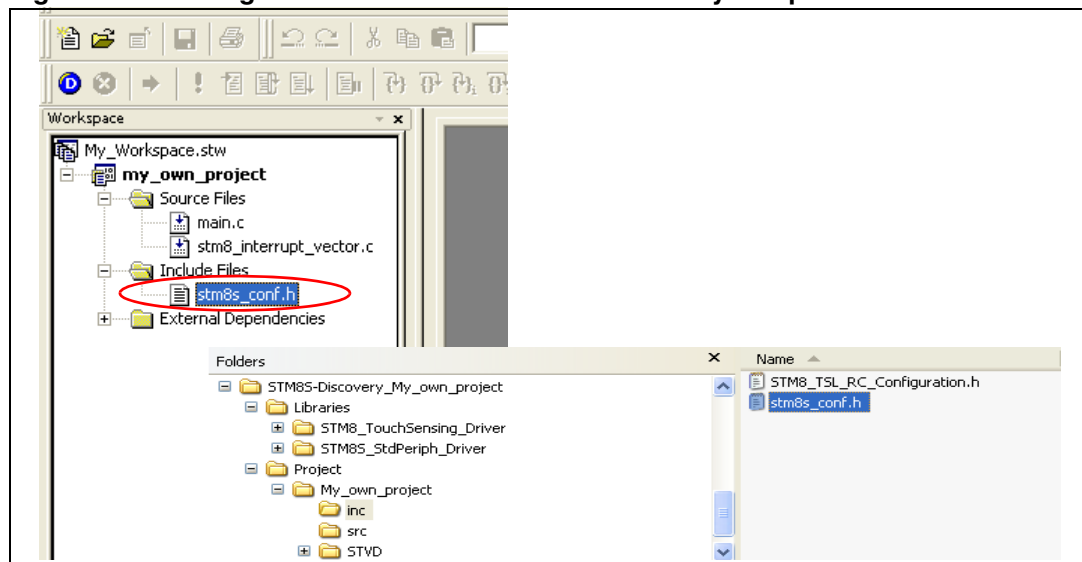 Workspace
My_Workspace.stw
my_own_project
Source Files
main.c
stm8_interrupt_vector.c
Include Files
stm8s_conf.h
External Dependencies
Folders
STM8S-Discovery_My_own_project
Libraries
STM8_TouchSensing_Driver
STM8S_StdPeriph_Driver
Project
My_own_project
inc
src
STVD
Name
STM8_TSL_RC_Configuration.h
stm8s_conf.h